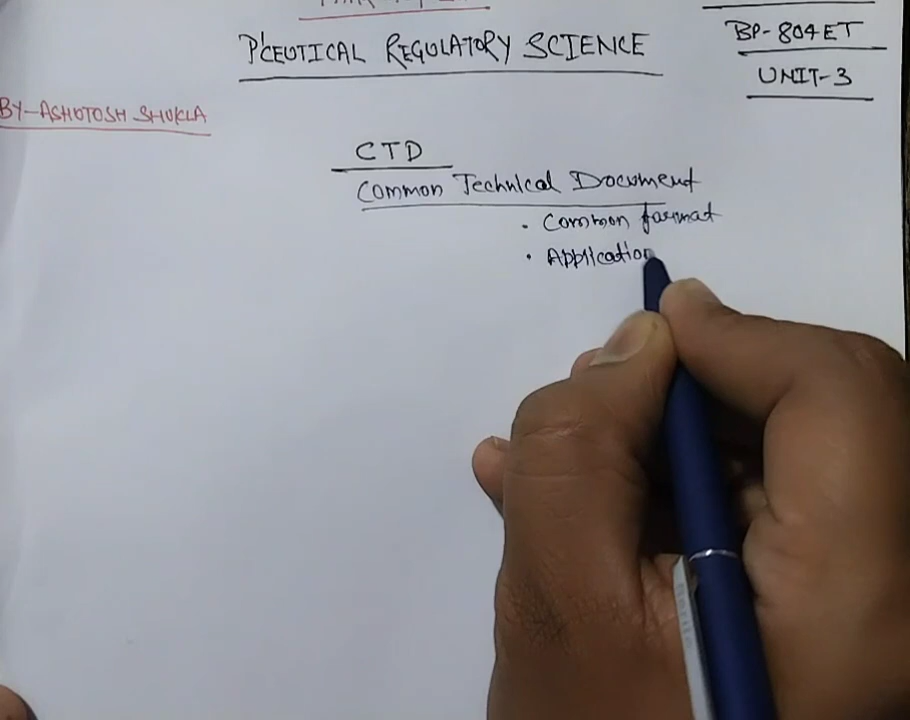 P'CEUTICAL REGULATORY SCIENCE
BP-804ET
UNIT-3
BY-ASHUTOSH SHUKLA
CTD
Common Technical Document
• Common format
• Application